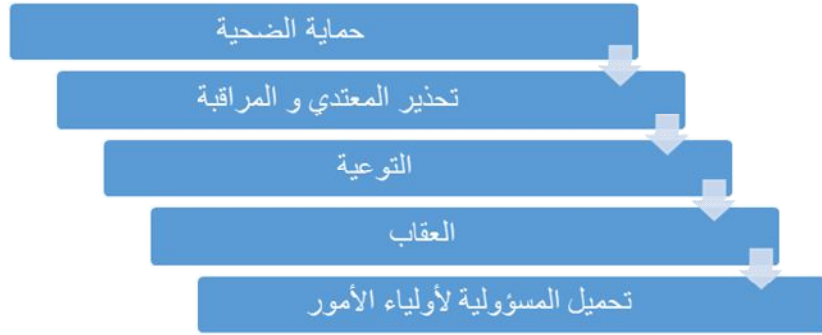 حماية الضحية
تحذير المعتدي و المراقبة
التوعية
العقاب
تحميل المسؤولية لأولياء الأمور